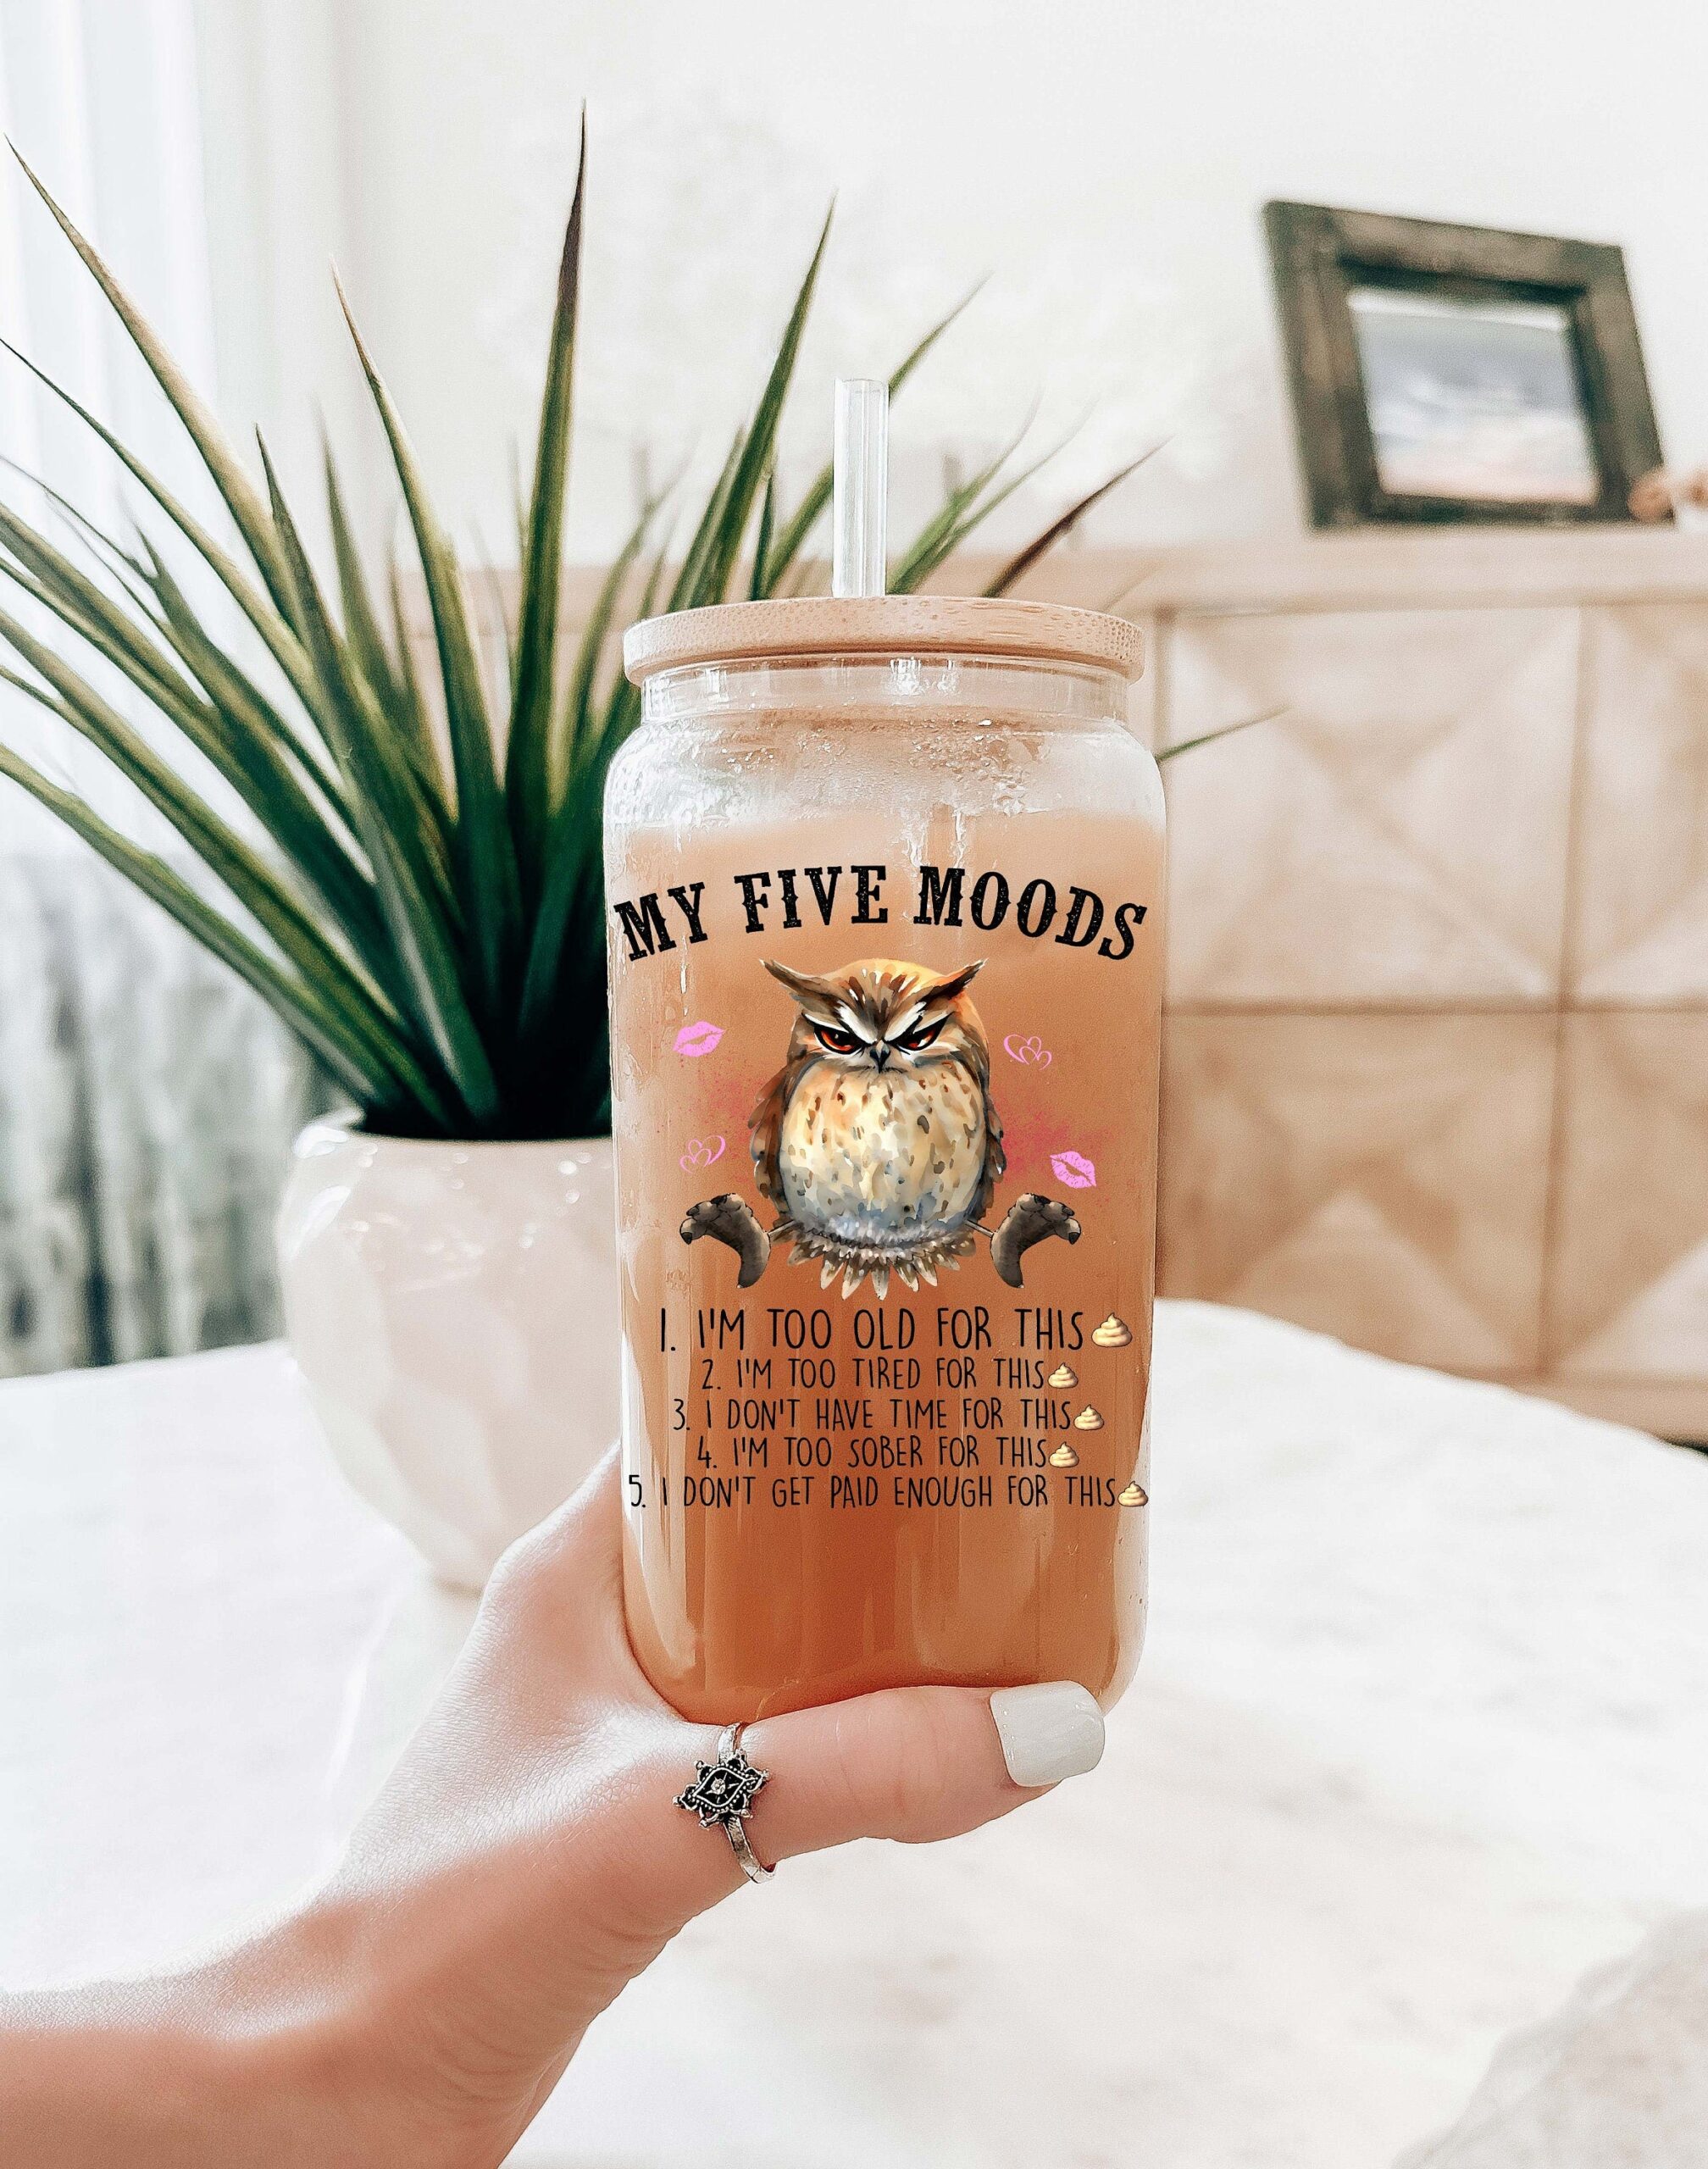 MY FIVE MOODS
1. I'M TOO OLD FOR THIS💩
2. I'M TOO TIRED FOR THIS💩
3. I DON'T HAVE TIME FOR THIS💩
4. I'M TOO SOBER FOR THIS💩
5. I DON'T GET PAID ENOUGH FOR THIS💩